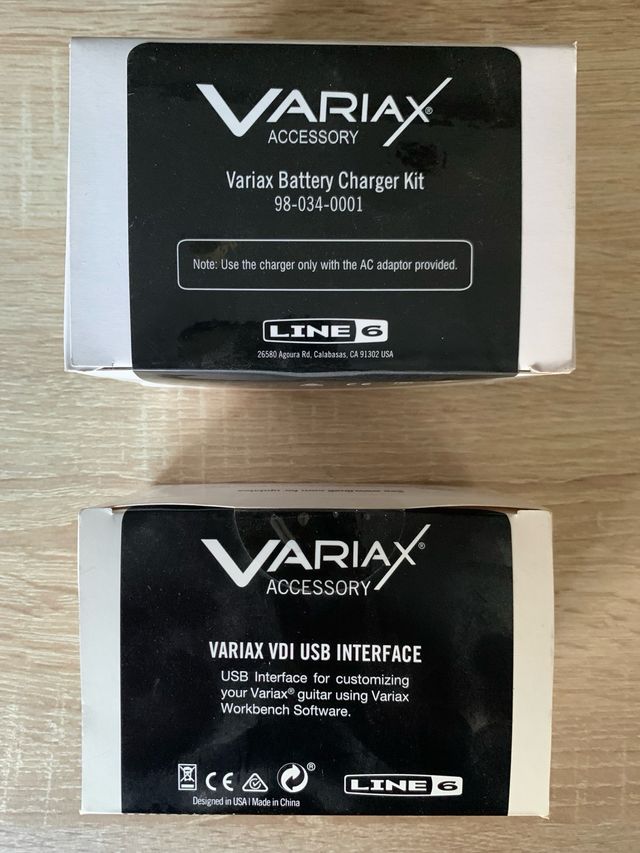 VARIAX®
ACCESSORY
Variax Battery Charger Kit
98-034-0001
Note: Use the charger only with the AC adaptor provided.
LINE 6
26580 Agoura Rd, Calabasas, CA 91302 USA
VARIAX®
ACCESSORY
VARIAX VDI USB INTERFACE
USB Interface for customizing
your Variax® guitar using Variax
Workbench Software.
CE ®
LINE 6
Designed in USA | Made in China